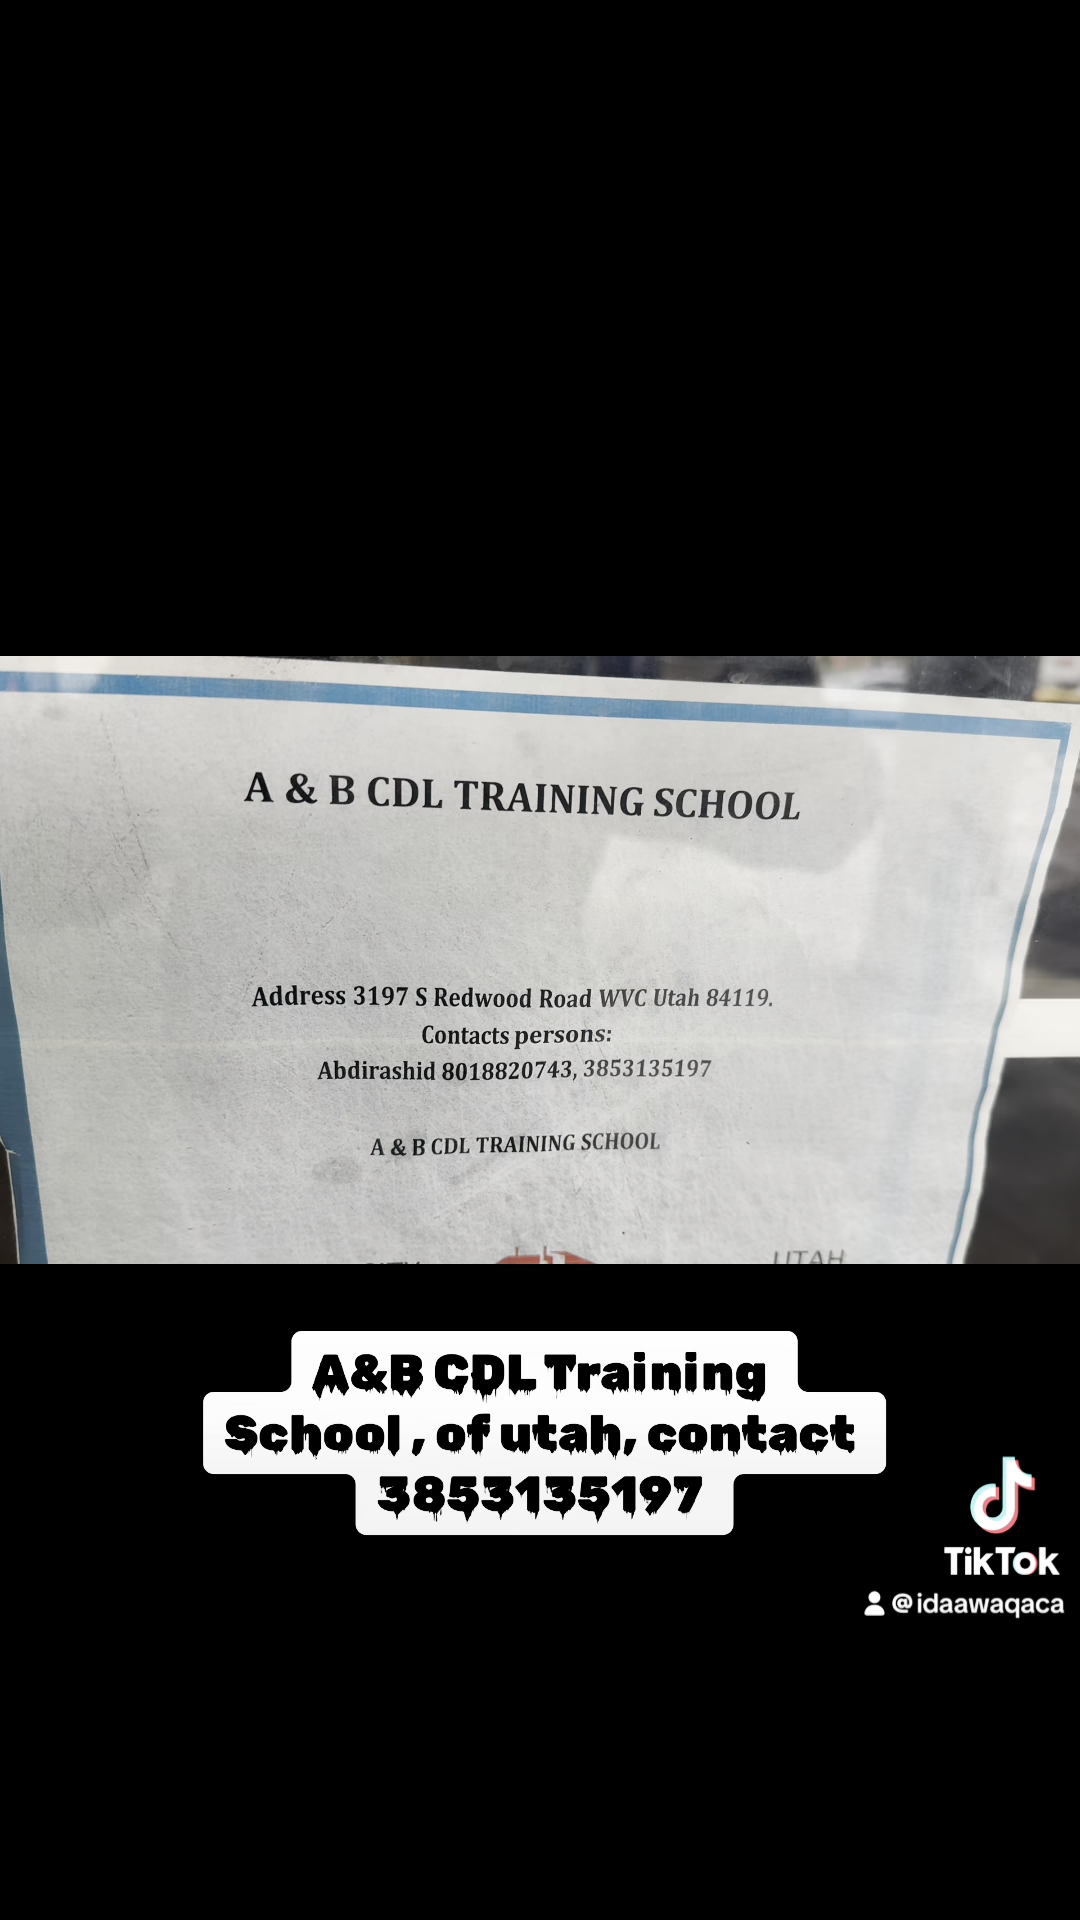 A & B CDL TRAINING SCHOOL
Address 3197 S Redwood Road WVC Utah 84119.
Contacts persons:
Abdirashid 8018820743, 3853135197
A & B CDL TRAINING SCHOOL
UTAH
A&B CDL Training
School , of utah, contact
3853135197
TikTok
@idaawaqaca